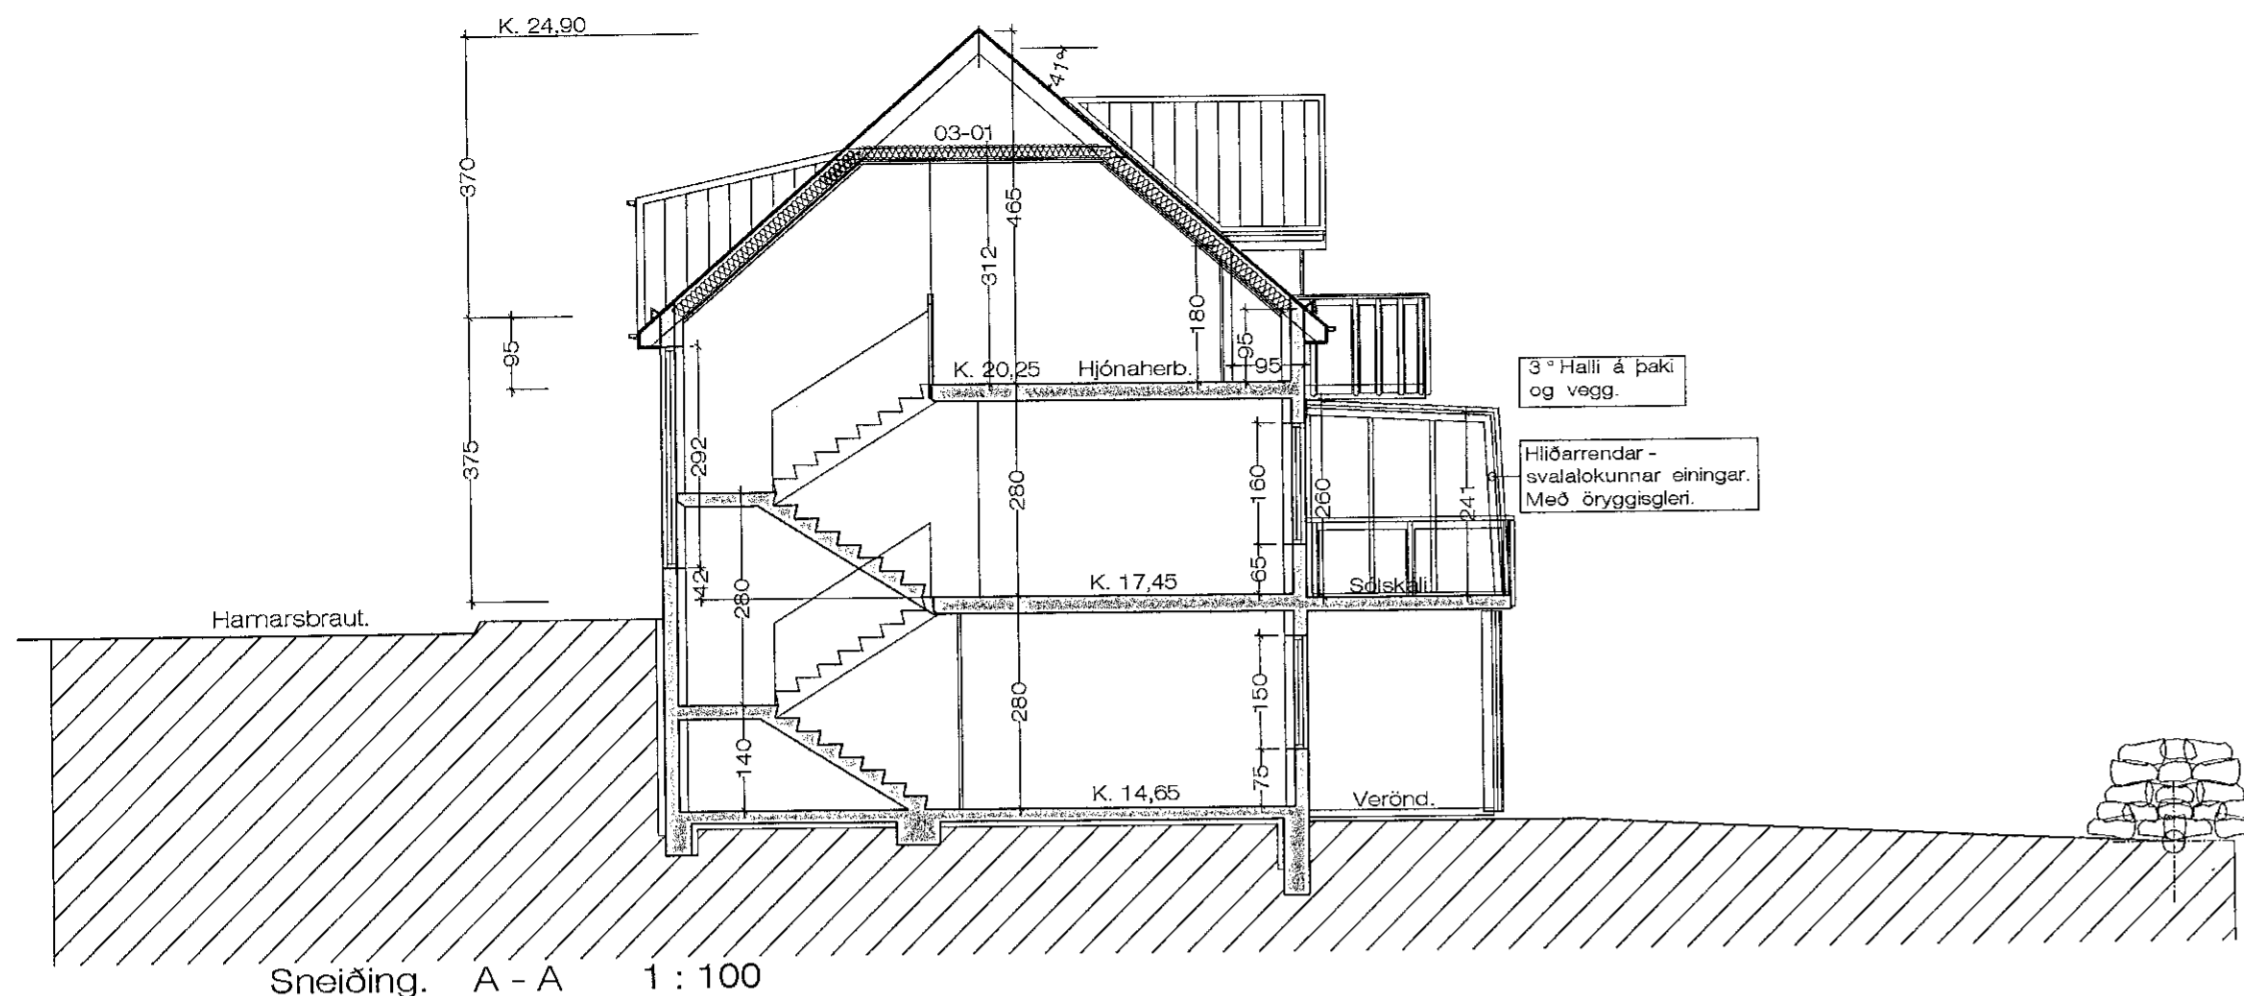 K. 24,90
41°
03-01
370
465
312
180
95
95
K. 20,25
Hjónaherb.
95
3° Halli á þaki
og vegg.
375
292
280
160
260
241
Hliðarrendar -
svalalokunnar einingar.
Með öryggisgleri.
42
280
65
K. 17,45
Sólskáli
Hamarsbraut.
280
150
140
75
K. 14,65
Verönd.
Sneiðing. A - A 1 : 100